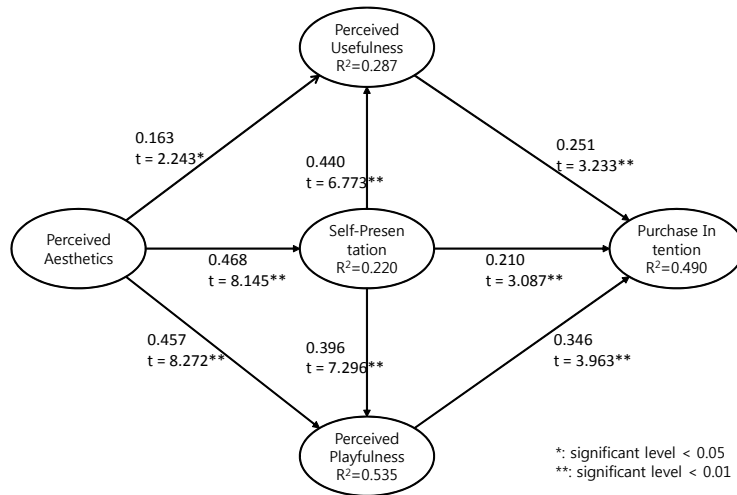 Perceived
Usefulness
R²=0.287
0.163
t = 2.243*
0.440
t = 6.773**
0.251
t = 3.233**
Perceived
Aesthetics
Self-Presen
tation
R²=0.220
Purchase In
tention
R²=0.490
0.468
t = 8.145**
0.210
t = 3.087**
0.457
t = 8.272**
0.396
t = 7.296**
0.346
t = 3.963**
Perceived
Playfulness
R²=0.535
*: significant level < 0.05
**: significant level < 0.01